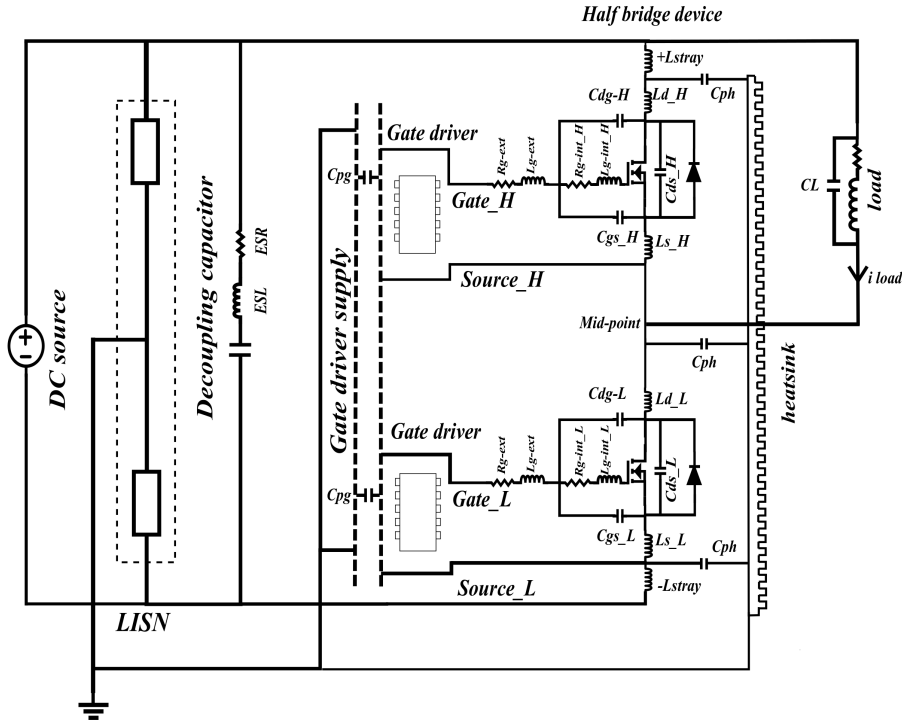 Half bridge device
+Lstray
Cph
Cdg-H
Ld_H
Gate driver
Rg-ext
Lg-ext
Rg-int_H
Lg-int_H
Cds_H
Cpg
Gate_H
CL
load
Cgs_H
Ls_H
Source_H
i load
DC source
Decoupling capacitor
ESR
ESL
Gate driver supply
Mid-point
Cph
heatsink
Cdg-L
Ld_L
Gate driver
Rg-ext
Lg-ext
Rg-int_L
Lg-int_L
Cds_L
Cpg
Gate_L
Cgs_L
Ls_L
Cph
Source_L
-Lstray
LISN